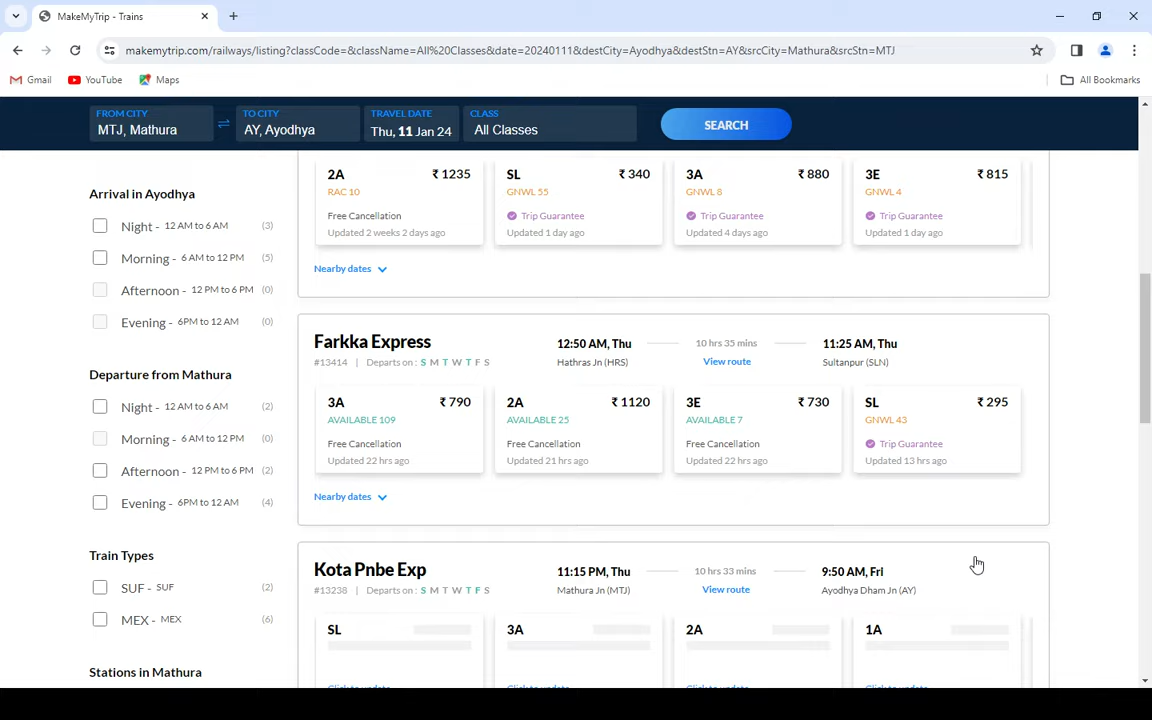 MakeMyTrip - Trains
makemytrip.com/railways/listing?classCode=&className=All%20Classes&date=20240111&destCity=Ayodhya&destStn=AY&srcCity=Mathura&srcStn=MTJ
Gmail YouTube Maps All Bookmarks
FROM CITY TO CITY TRAVEL DATE CLASS
MTJ, Mathura AY, Ayodhya Thu, 11 Jan 24 All Classes SEARCH
Arrival in Ayodhya
Night - 12 AM to 6 AM (3)
Morning - 6 AM to 12 PM (5)
Afternoon - 12 PM to 6 PM (0)
Evening - 6PM to 12 AM (0)
Departure from Mathura
Night - 12 AM to 6 AM (2)
Morning - 6 AM to 12 PM (0)
Afternoon - 12 PM to 6 PM (2)
Evening - 6PM to 12 AM (4)
Train Types
SUF - SUF (2)
MEX - MEX (6)
Stations in Mathura
2A ₹ 1235 SL ₹ 340 3A ₹ 880 3E ₹ 815
RAC 10 GNWL 55 GNWL 8 GNWL 4
Free Cancellation Trip Guarantee Trip Guarantee Trip Guarantee
Updated 2 weeks 2 days ago Updated 1 day ago Updated 4 days ago Updated 1 day ago
Nearby dates
Farkka Express 12:50 AM, Thu 10 hrs 35 mins 11:25 AM, Thu
#13414 | Departs on : S M T W T F S Hathras Jn (HRS) View route Sultanpur (SLN)
3A ₹ 790 2A ₹ 1120 3E ₹ 730 SL ₹ 295
AVAILABLE 109 AVAILABLE 25 AVAILABLE 7 GNWL 43
Free Cancellation Free Cancellation Free Cancellation Trip Guarantee
Updated 22 hrs ago Updated 21 hrs ago Updated 22 hrs ago Updated 13 hrs ago
Nearby dates
Kota Pnbe Exp 11:15 PM, Thu 10 hrs 33 mins 9:50 AM, Fri
#13238 | Departs on : S M T W T F S Mathura Jn (MTJ) View route Ayodhya Dham Jn (AY)
SL 3A 2A 1A
Click to update Click to update Click to update Click to update